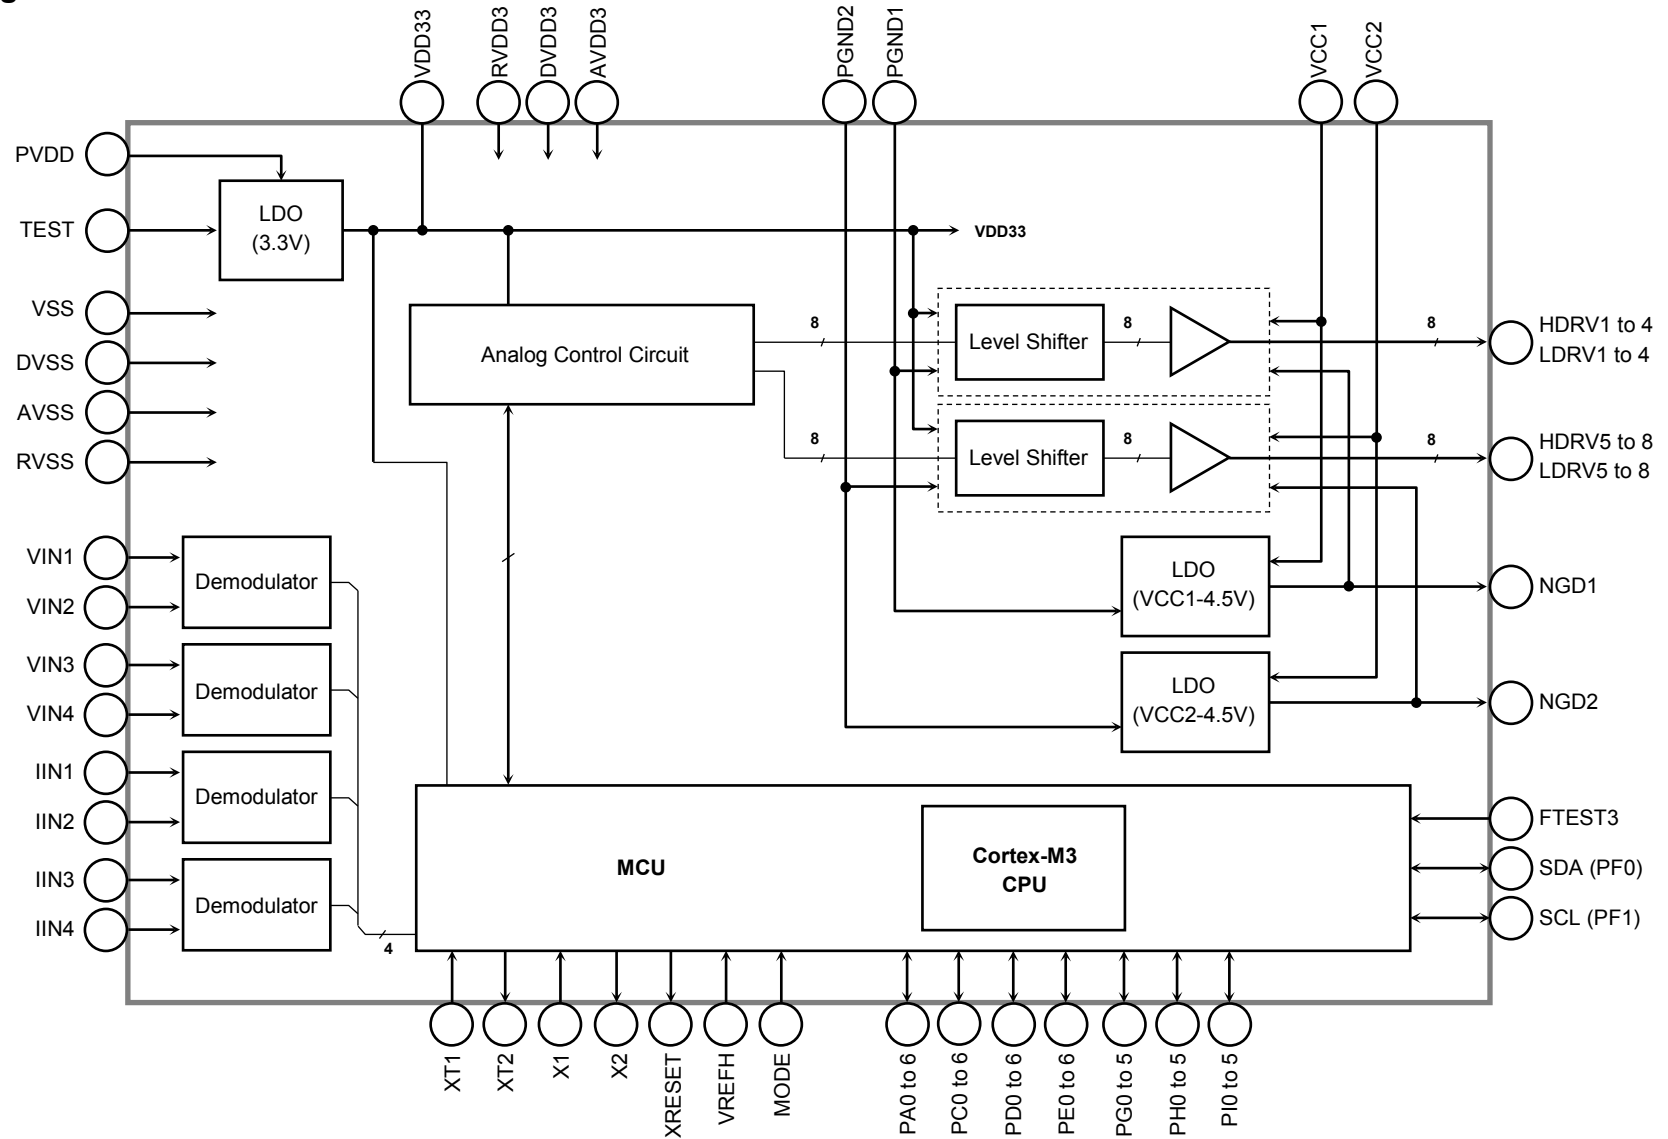 VDD33
RVDD3
DVDD3
AVDD3
PGND2
PGND1
VCC1
VCC2
PVDD
TEST
LDO
(3.3V)
VDD33
VSS
DVSS
AVSS
RVSS
Analog Control Circuit
8
Level Shifter
8
8
HDRV1 to 4
LDRV1 to 4
8
Level Shifter
8
8
HDRV5 to 8
LDRV5 to 8
VIN1
VIN2
Demodulator
LDO
(VCC1-4.5V)
NGD1
VIN3
VIN4
Demodulator
LDO
(VCC2-4.5V)
NGD2
IIN1
IIN2
Demodulator
IIN3
IIN4
Demodulator
4
MCU
Cortex-M3
CPU
FTEST3
SDA (PF0)
SCL (PF1)
XT1
XT2
X1
X2
XRESET
VREFH
MODE
PA0 to 6
PC0 to 6
PD0 to 6
PE0 to 6
PG0 to 5
PH0 to 5
PI0 to 5